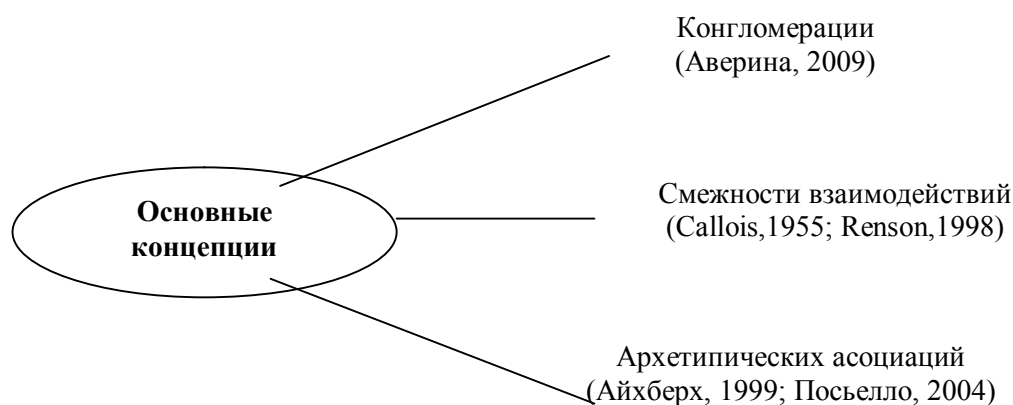 Конгломерации
(Аверина, 2009)
Основные
концепции
Смежности взаимодействий
(Callois,1955; Renson,1998)
Архетипических асоциаций
(Айхберх, 1999; Посьелло, 2004)